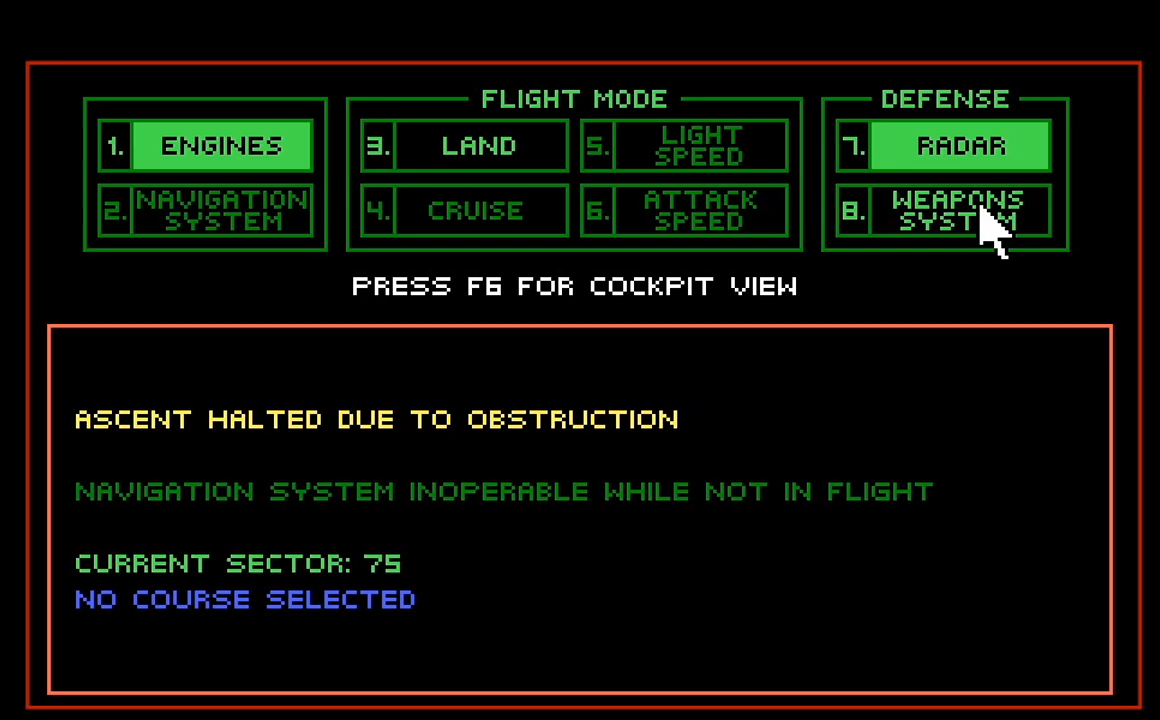 FLIGHT MODE
DEFENSE
1. ENGINES
3. LAND
5. LIGHT
SPEED
7. RADAR
2. NAVIGATION
SYSTEM
4. CRUISE
6. ATTACK
SPEED
8. WEAPONS
SYSTEM
PRESS F6 FOR COCKPIT VIEW
ASCENT HALTED DUE TO OBSTRUCTION
NAVIGATION SYSTEM INOPERABLE WHILE NOT IN FLIGHT
CURRENT SECTOR: 75
NO COURSE SELECTED